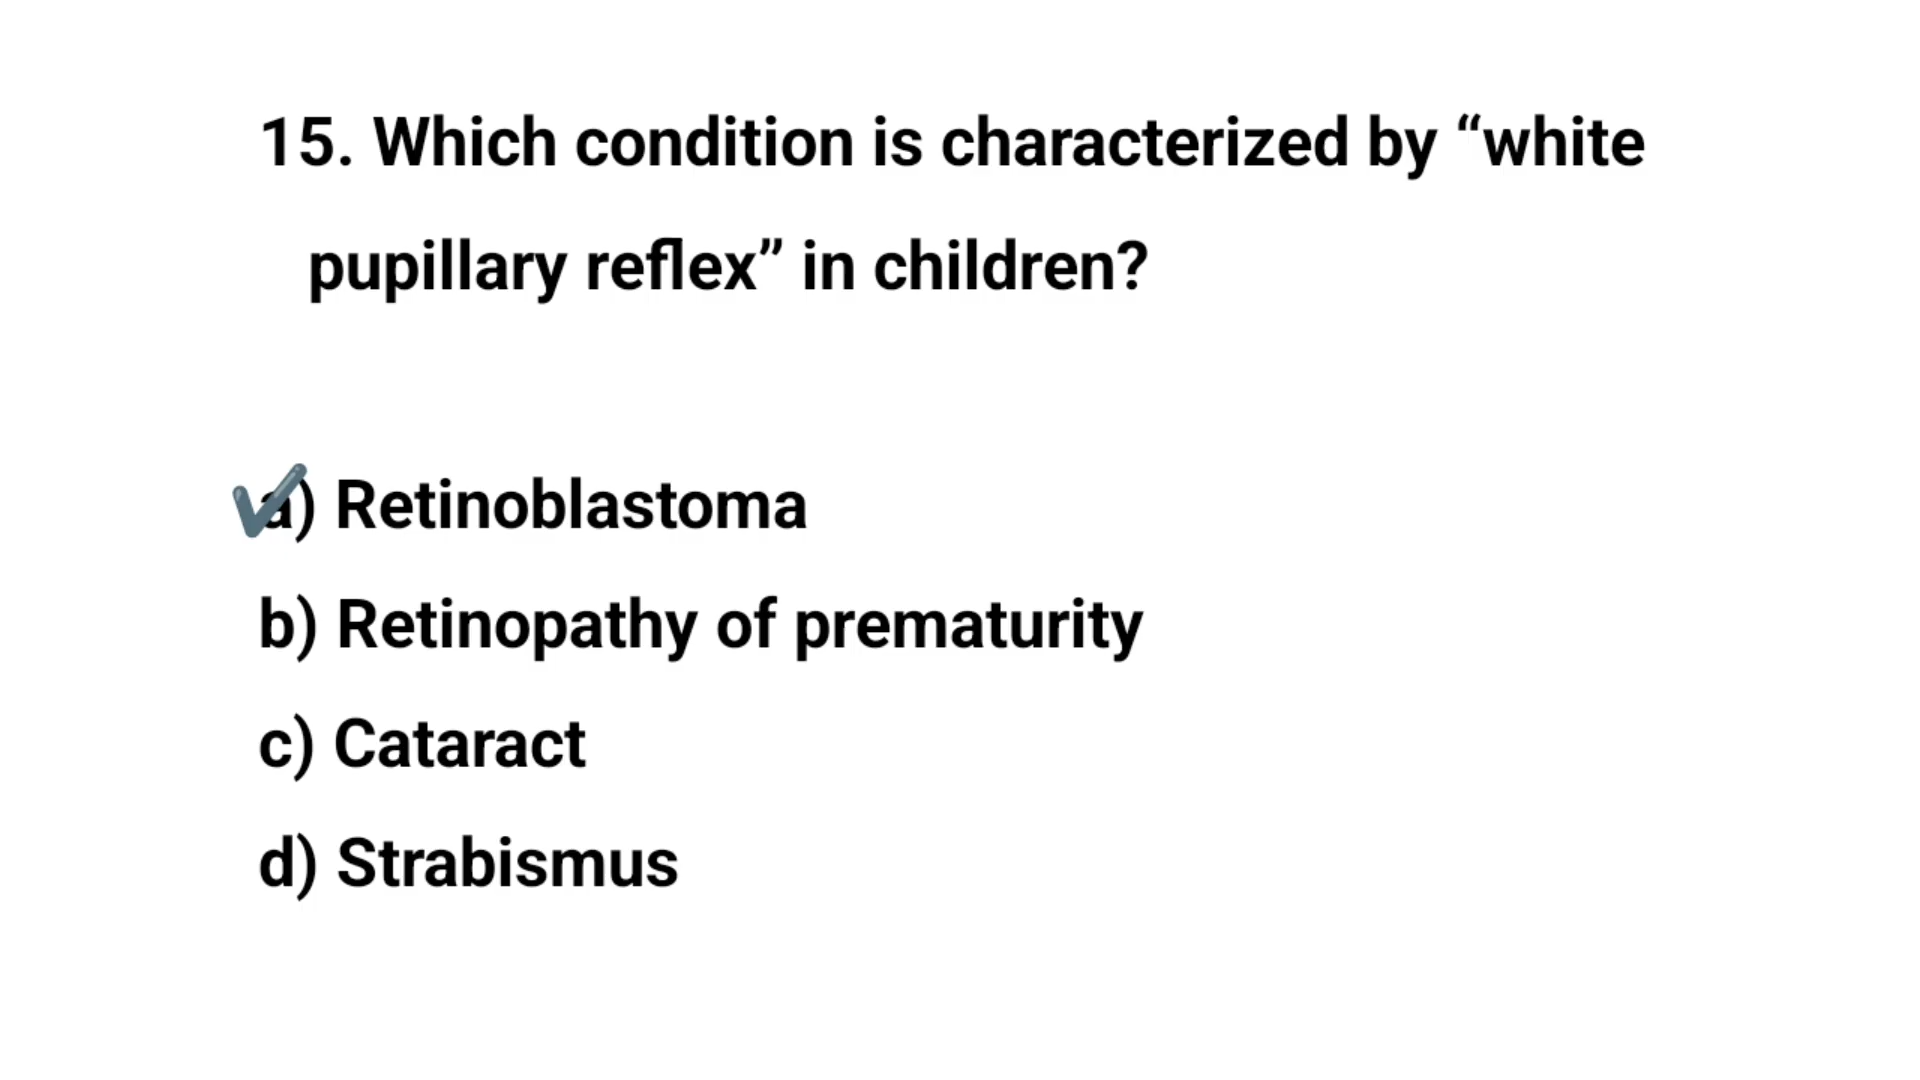 15. Which condition is characterized by “white
pupillary reflex” in children?
a) Retinoblastoma
b) Retinopathy of prematurity
c) Cataract
d) Strabismus